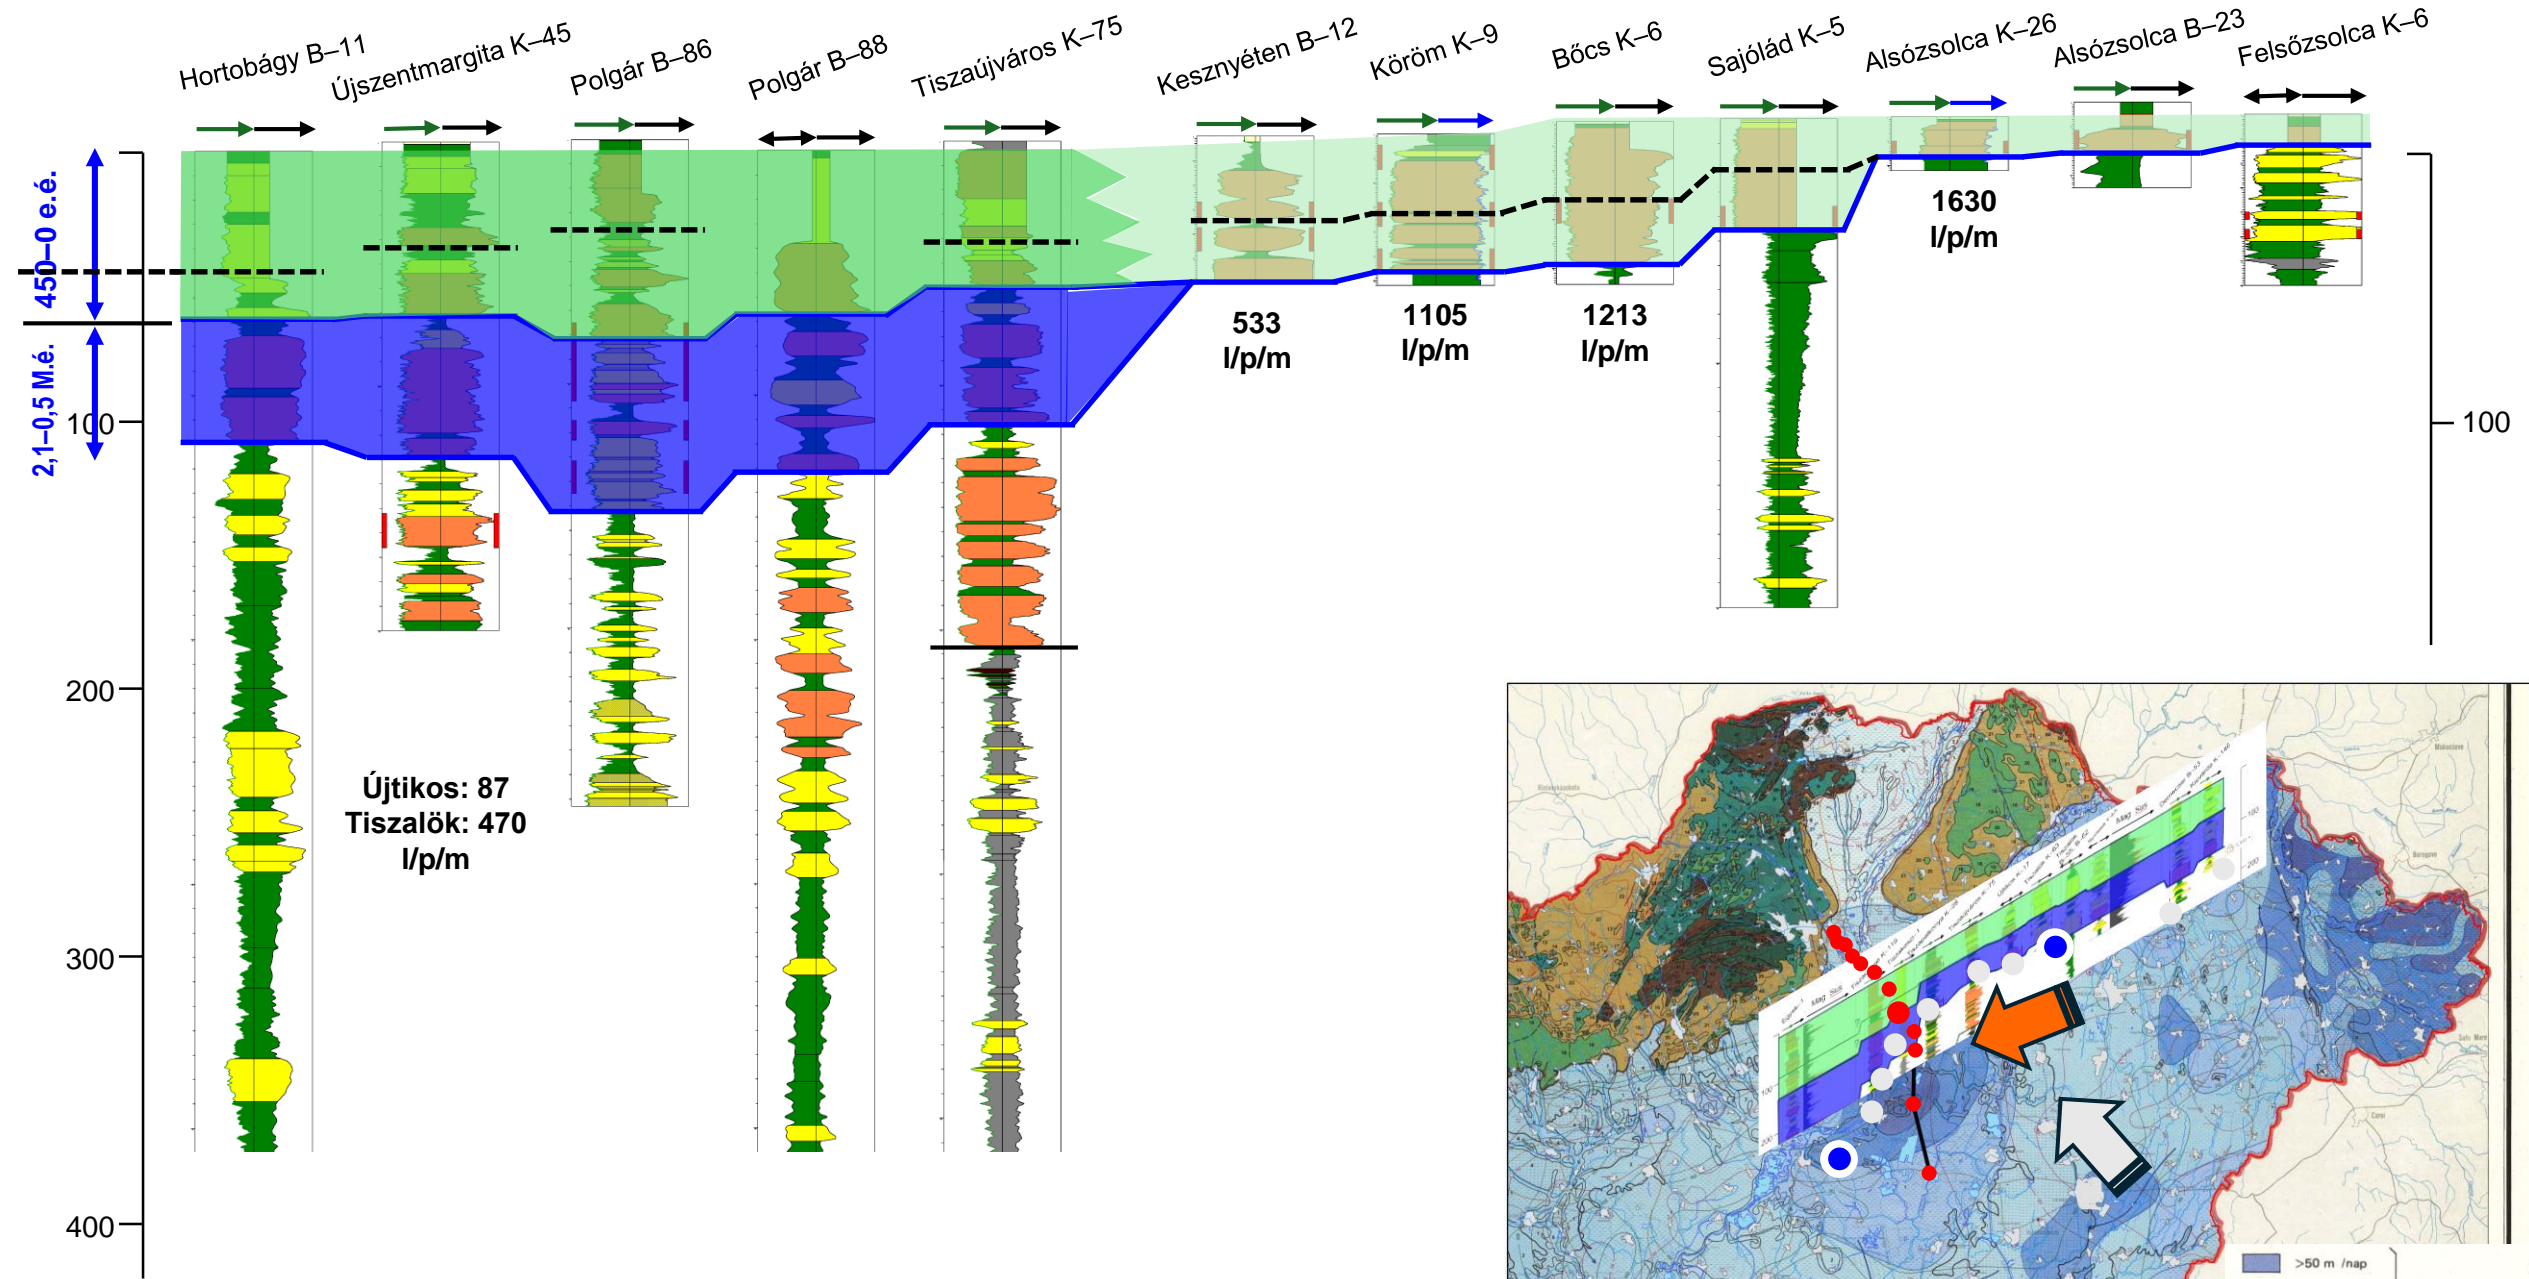 Hortobágy B–11
Újszentmargita K–45
Polgár B–86
Polgár B–88
Tiszaújváros K–75
Kesznyéten B–12
Köröm K–9
Bőcs K–6
Sajólád K–5
Alsózsolca K–26
Alsózsolca B–23
Felsőzsolca K–6
450–0 e.é.
2,1–0,5 M.é.
100
200
300
400
100
533
l/p/m
1105
l/p/m
1213
l/p/m
1630
l/p/m
Újtikos: 87
Tiszalök: 470
l/p/m
>50 m /nap